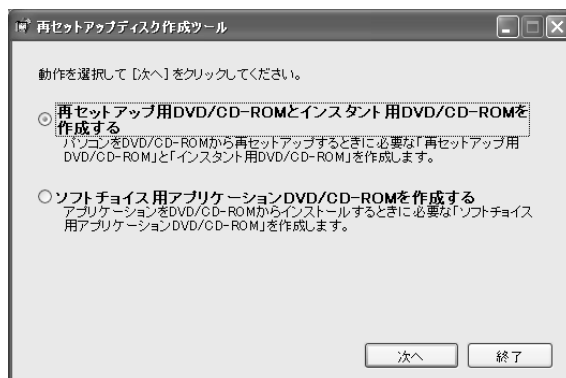 再セットアップディスク作成ツール
動作を選択して [次へ] をクリックしてください。
再セットアップ用DVD/CD-ROMとインスタント用DVD/CD-ROMを
作成する
パソコンをDVD/CD-ROMから再セットアップするときに必要な「再セットアップ用
DVD/CD-ROM」と「インスタント用DVD/CD-ROM」を作成します。
ソフトチョイス用アプリケーションDVD/CD-ROMを作成する
アプリケーションをDVD/CD-ROMからインストールするときに必要な「ソフトチョイス
用アプリケーションDVD/CD-ROM」を作成します。
次へ
終了